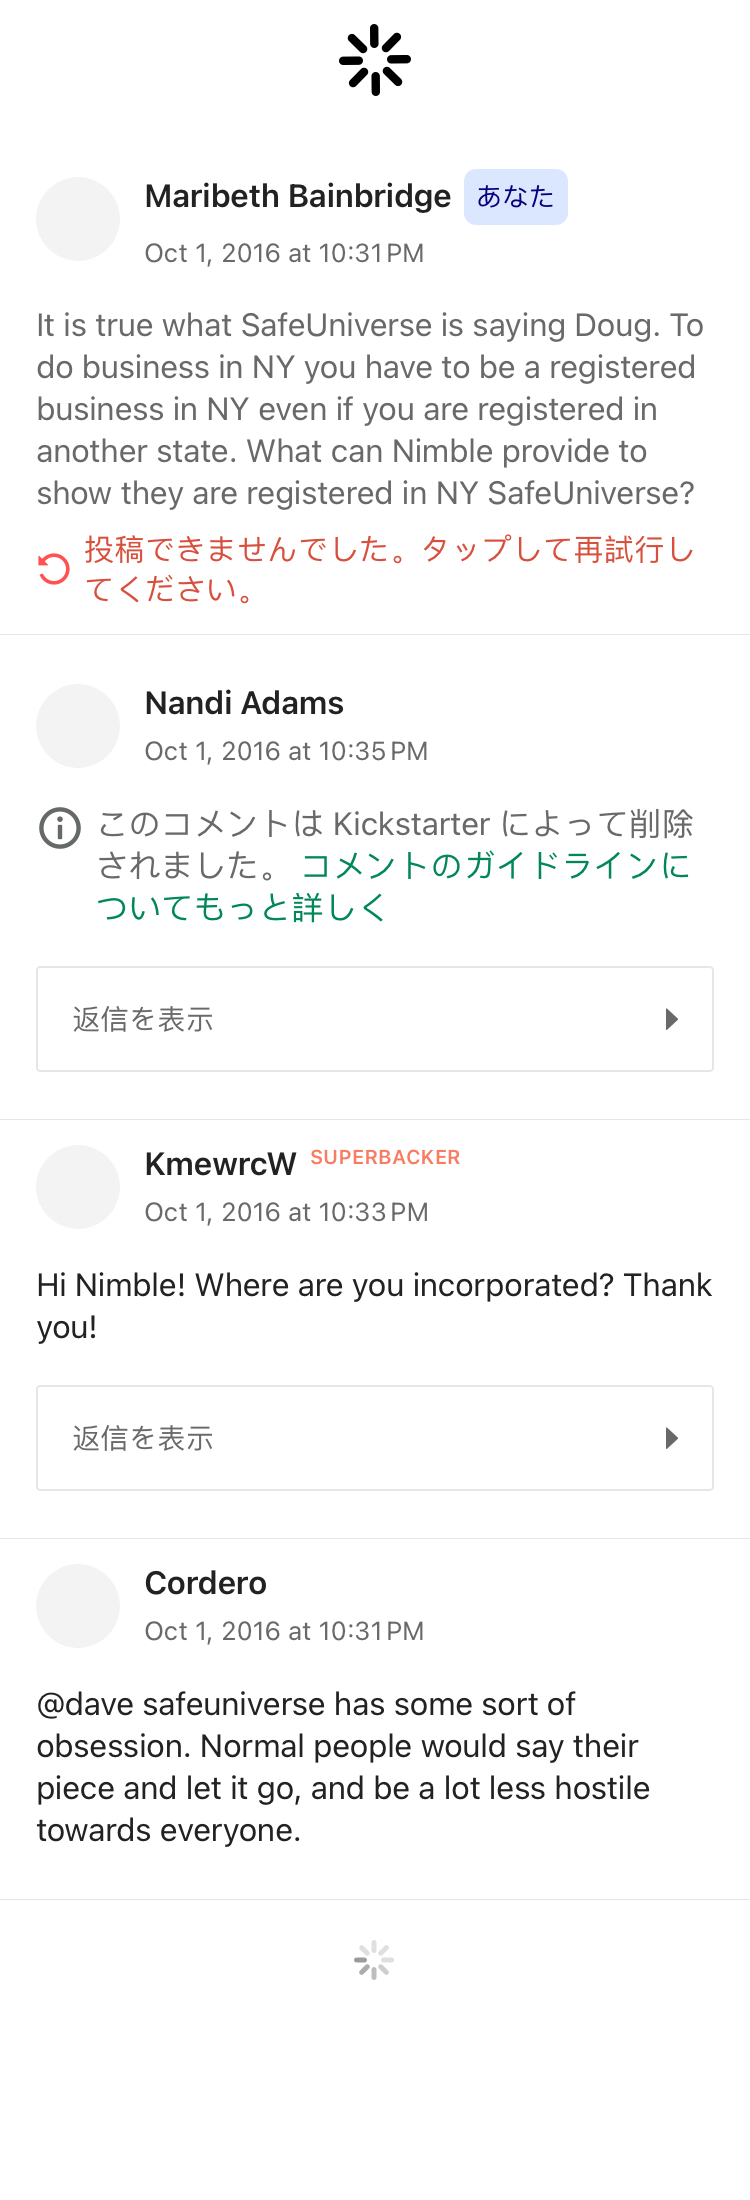 Maribeth Bainbridge あなた
Oct 1, 2016 at 10:31 PM
It is true what SafeUniverse is saying Doug. To
do business in NY you have to be a registered
business in NY even if you are registered in
another state. What can Nimble provide to
show they are registered in NY SafeUniverse?
投稿できませんでした。タップして再試行し
てください。
Nandi Adams
Oct 1, 2016 at 10:35 PM
このコメントは Kickstarter によって削除
されました。 コメントのガイドラインに
ついてもっと詳しく
返信を表示
KmewrcW SUPERBACKER
Oct 1, 2016 at 10:33 PM
Hi Nimble! Where are you incorporated? Thank
you!
返信を表示
Cordero
Oct 1, 2016 at 10:31 PM
@dave safeuniverse has some sort of
obsession. Normal people would say their
piece and let it go, and be a lot less hostile
towards everyone.